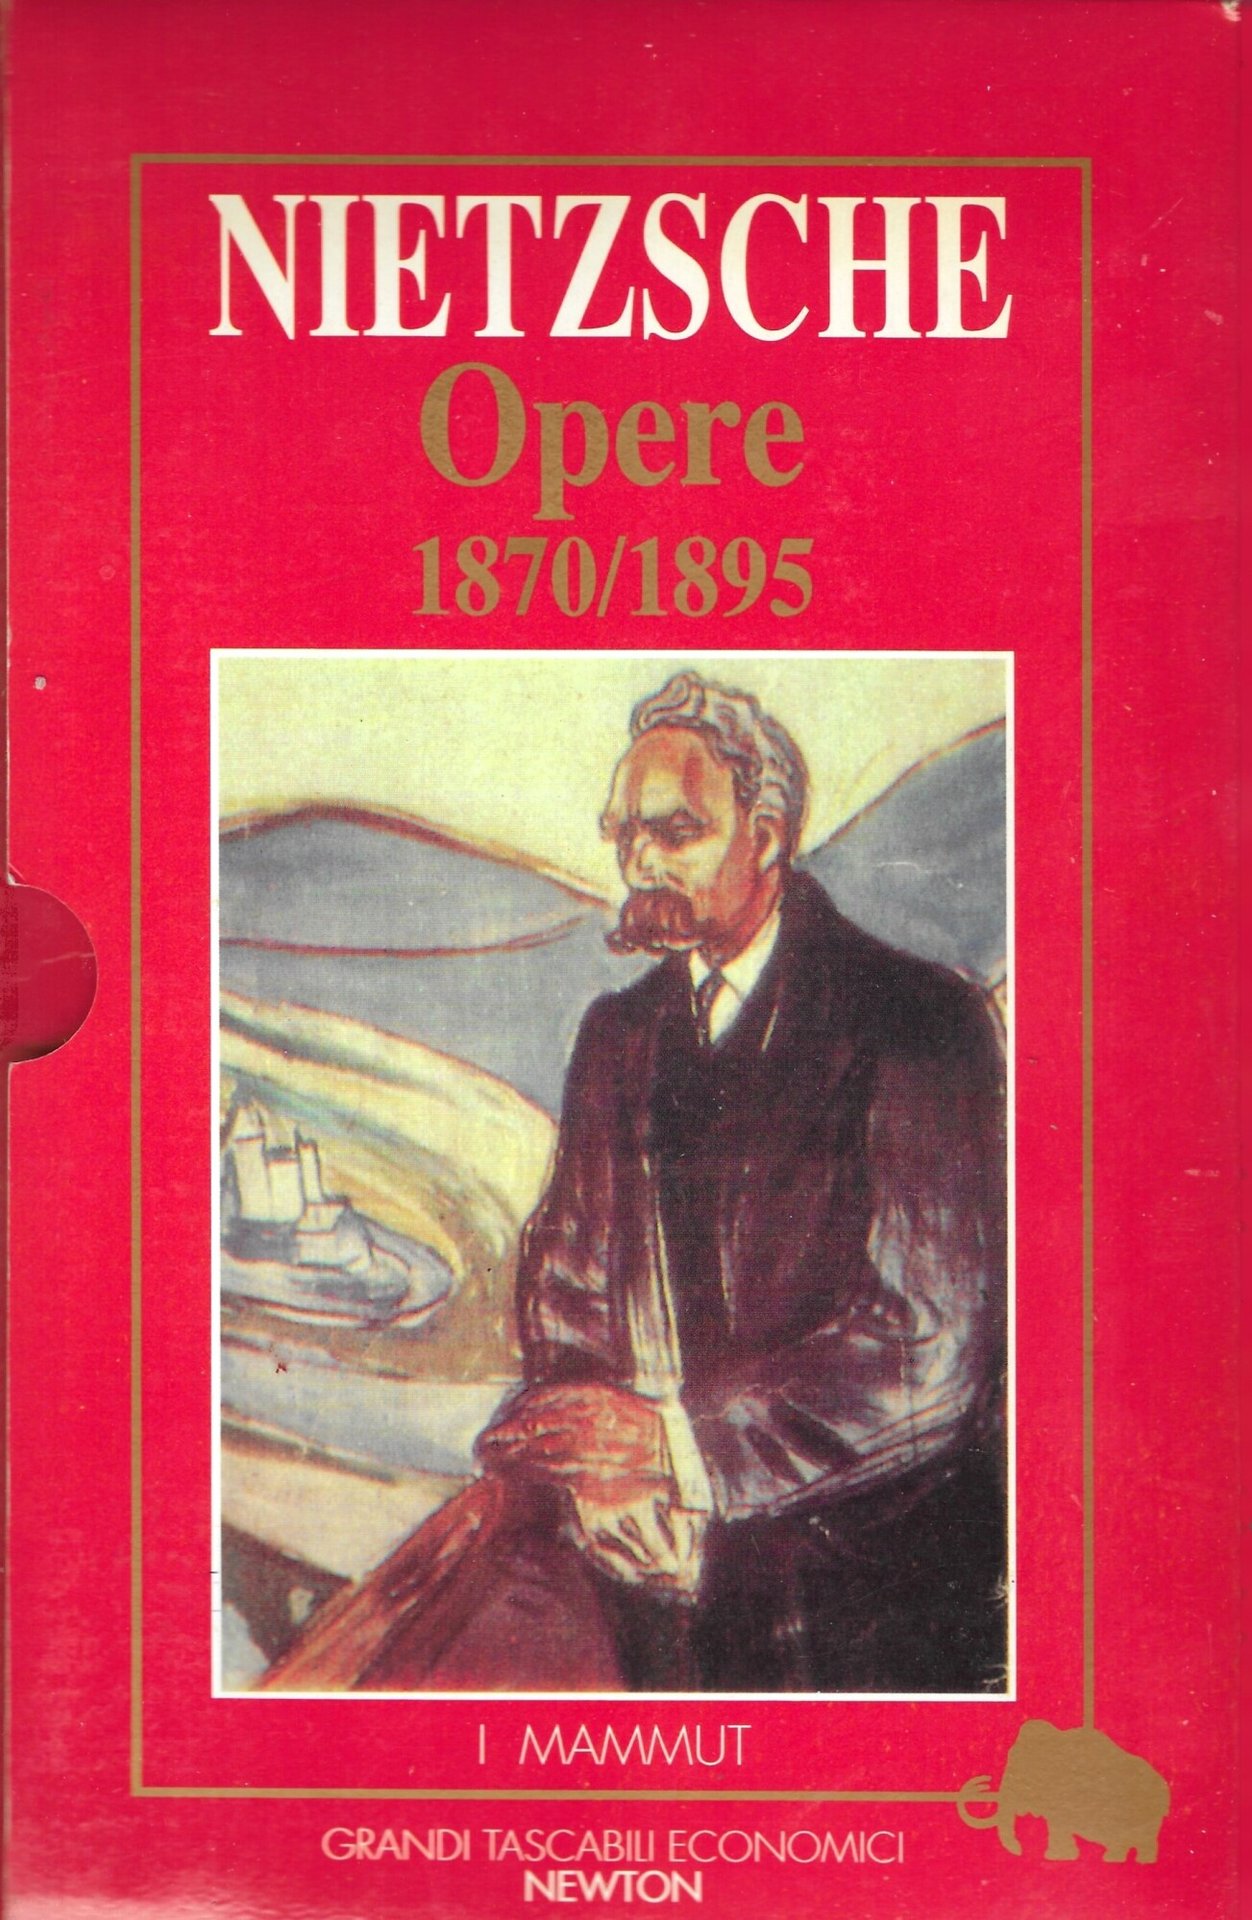 NIETZSCHE
Opere
1870/1895
I MAMMUT
GRANDI TASCABILI ECONOMICI
NEWTON